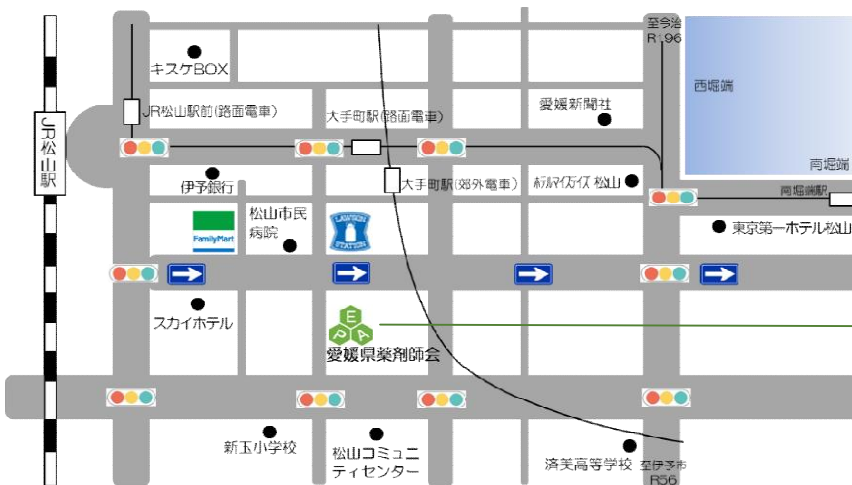 至今治
R196
キスケBOX
西堀端
JR松山駅前(路面電車)
大手町駅(路面電車)
愛媛新聞社
JR松山駅
南堀端
伊予銀行
大手町駅(郊外電車)
ホテルマイステイズ松山
南堀端駅
FamilyMart
松山市民
病院
LAWSON
STATION
東京第一ホテル松山
スカイホテル
E
P
A
愛媛県薬剤師会
新玉小学校
松山コミュニ
ティセンター
済美高等学校
至伊予市
R56